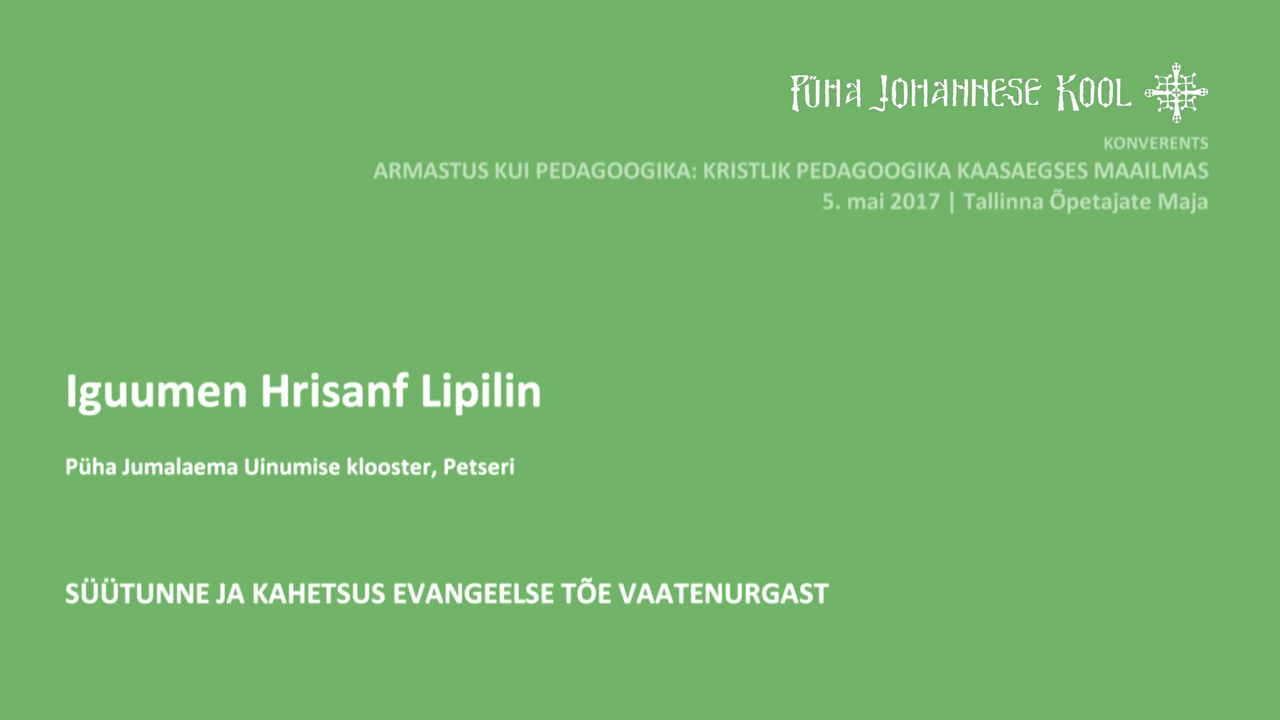 Püha Johannese Kool
KONVERENTS
ARMASTUS KUI PEDAGOOGIKA: KRISTLIK PEDAGOOGIKA KAASAEGSES MAAILMAS
5. mai 2017 | Tallinna Õpetajate Maja
Iguumen Hrisanf Lipilin
Püha Jumalaema Uinumise klooster, Petseri
SÜÜTUNNE JA KAHETSUS EVANGEELSE TÕE VAATENURGAST